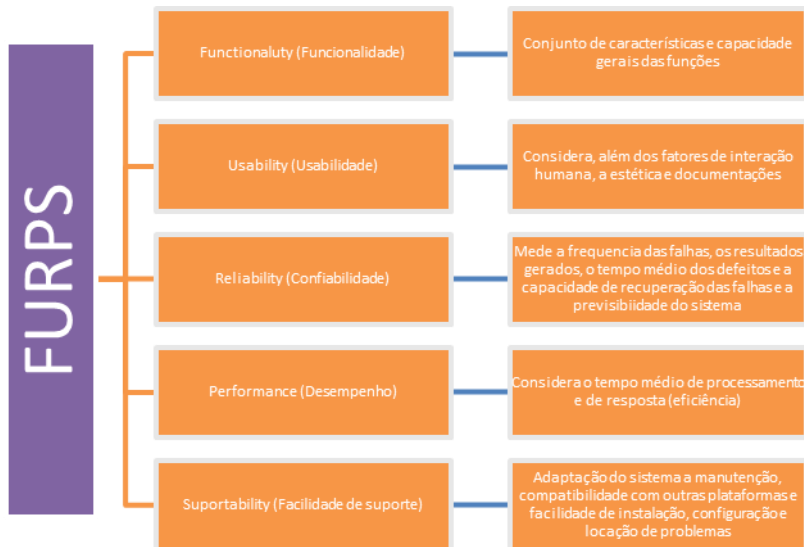 FURPS
Functionaluty (Funcionalidade)
Conjunto de características e capacidade
gerais das funções
Usability (Usabilidade)
Considera, além dos fatores de interação
humana, a estética e documentações
Reliability (Confiabilidade)
Mede a frequencia das falhas, os resultados
gerados, o tempo médio dos defeitos e a
capacidade de recuperação das falhas e a
previsibiidade do sistema
Performance (Desempenho)
Considera o tempo médio de processamento
e de resposta (eficiência)
Suportability (Facilidade de suporte)
Adaptação do sistema a manutenção,
compatibilidade com outras plataformas e
facilidade de instalação, configuração e
locação de problemas